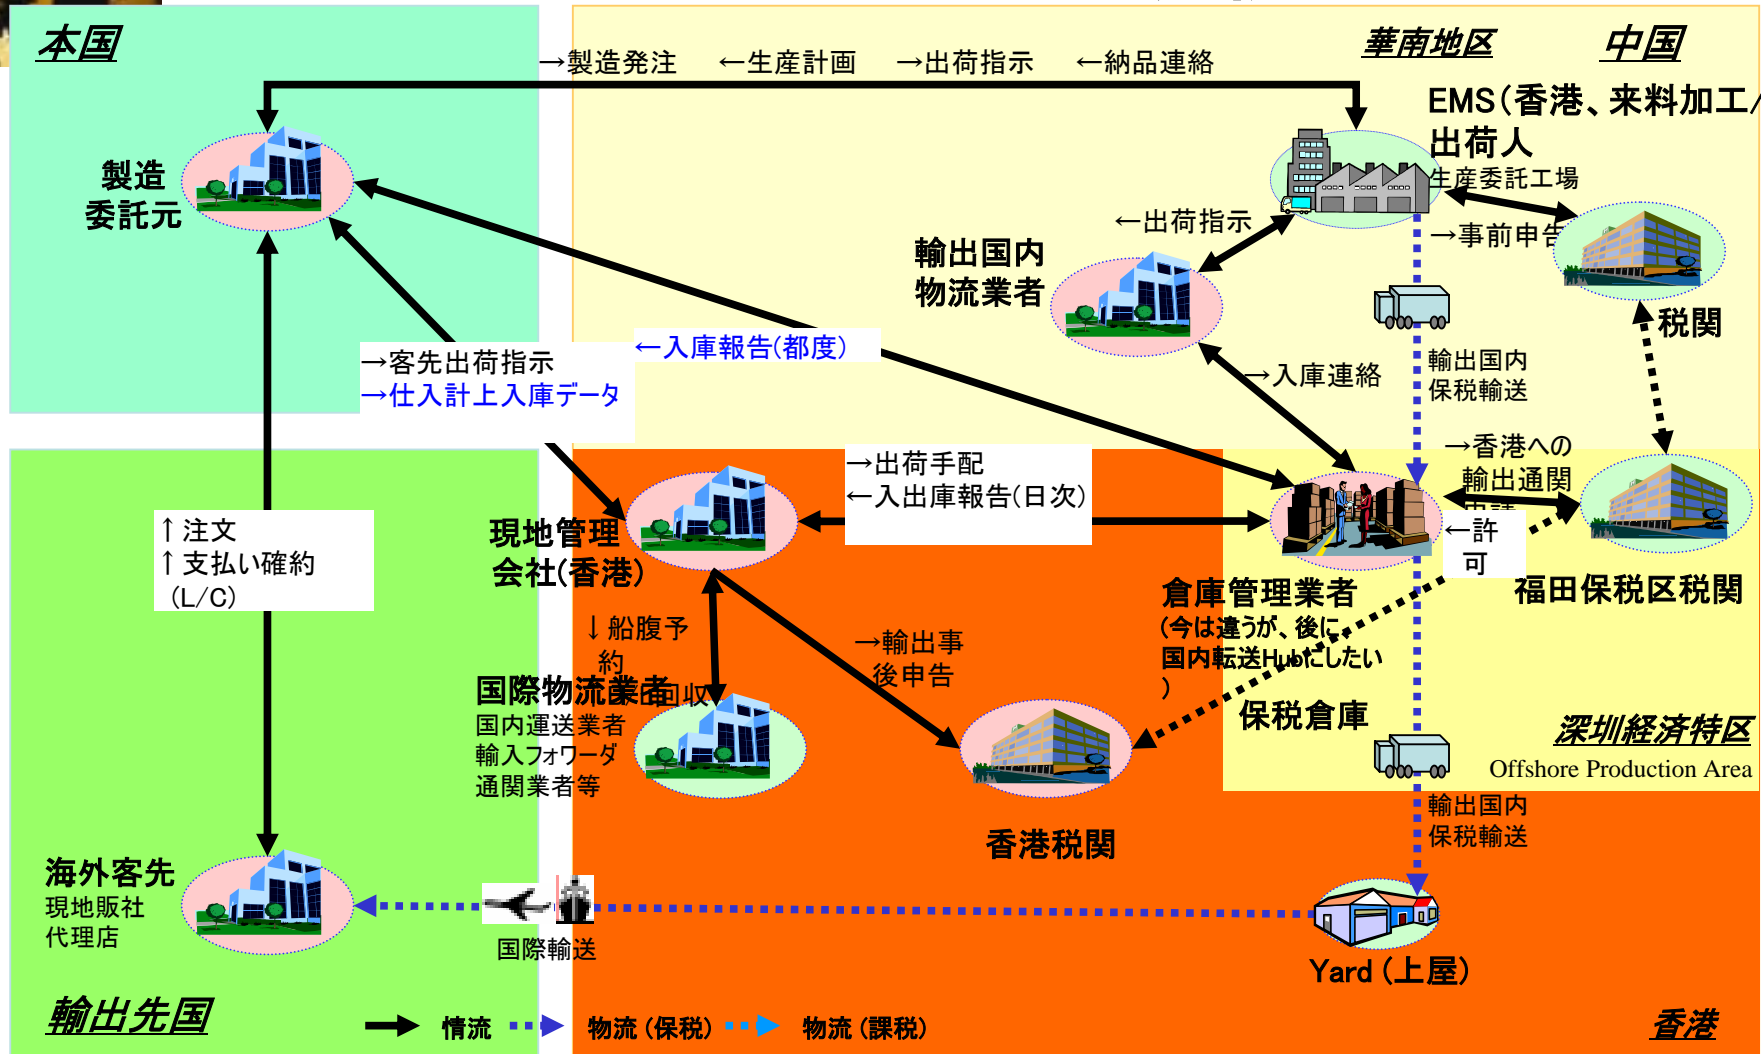 本国
華南地区
中国
→製造発注
←生産計画
→出荷指示
←納品連絡
EMS(香港、来料加工/
出荷人
生産委託工場
製造
委託元
←出荷指示
→事前申告
輸出国内
物流業者
税関
→客先出荷指示
→仕入計上入庫データ
←入庫報告(都度)
→入庫連絡
輸出国内
保税輸送
→出荷手配
←入出庫報告(日次)
→香港への
輸出通関
←許
可
↑注文
↑支払い確約
(L/C)
現地管理
会社(香港)
倉庫管理業者
(今は違うが、後に、
国内転送Hubにしたい
)
福田保税区税関
↓船腹予
約
回収
→輸出事
後申告
国際物流業者
国内運送業者
輸入フォワーダ
通関業者等
保税倉庫
深圳経済特区
Offshore Production Area
輸出国内
保税輸送
香港税関
海外客先
現地販社
代理店
国際輸送
Yard(上屋)
輸出先国
情流
物流(保税)
物流(課税)
香港